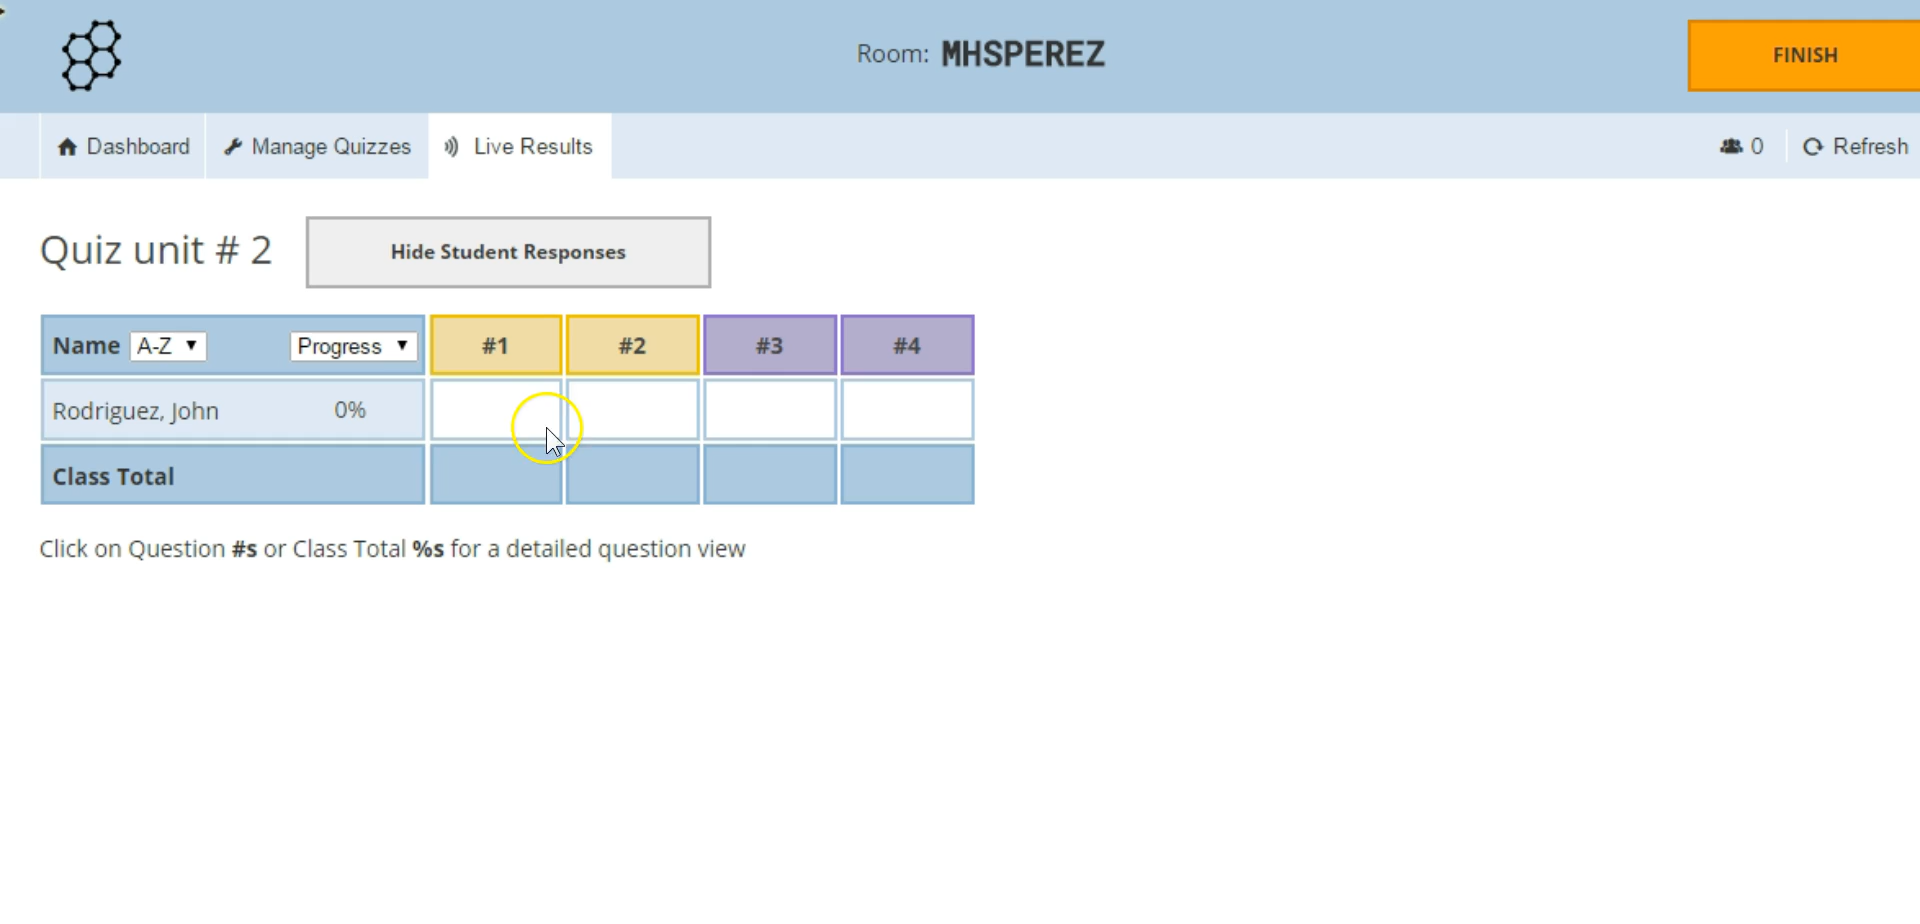 Room: MHSPEREZ
FINISH
Dashboard Manage Quizzes Live Results 0 Refresh
Quiz unit # 2 Hide Student Responses
Name A-Z Progress #1 #2 #3 #4
Rodriguez, John 0%
Class Total
Click on Question #s or Class Total %s for a detailed question view